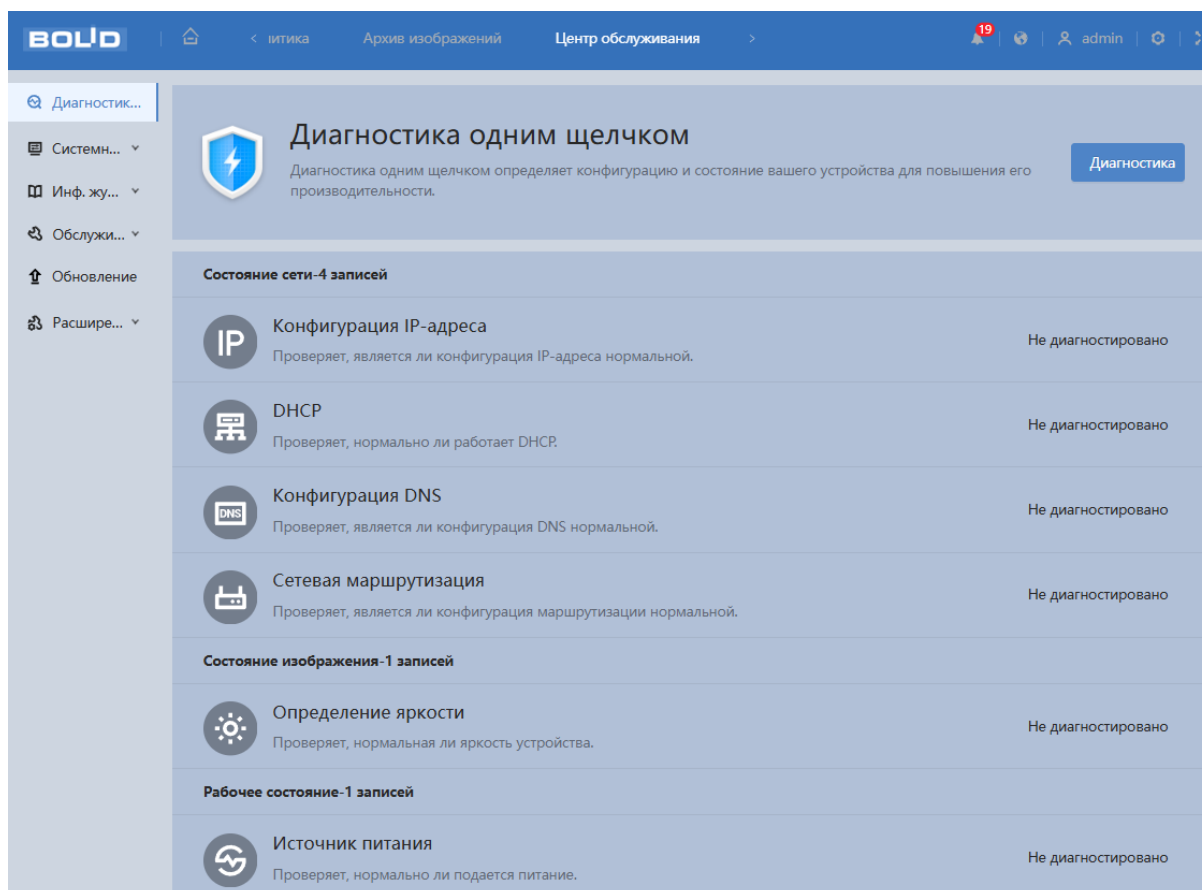 BOLID
< итика Архив изображений Центр обслуживания > 19 admin
Диагностик...
Системн...
Инф. жу...
Обслужи...
Обновление
Расшире...
Диагностика одним щелчком
Диагностика одним щелчком определяет конфигурацию и состояние вашего устройства для повышения его
производительности.
Диагностика
Состояние сети-4 записей
IP
Конфигурация IP-адреса
Проверяет, является ли конфигурация IP-адреса нормальной.
Не диагностировано
DHCP
Проверяет, нормально ли работает DHCP.
Не диагностировано
DNS
Конфигурация DNS
Проверяет, является ли конфигурация DNS нормальной.
Не диагностировано
Сетевая маршрутизация
Проверяет, является ли конфигурация маршрутизации нормальной.
Не диагностировано
Состояние изображения-1 записей
Определение яркости
Проверяет, нормальная ли яркость устройства.
Не диагностировано
Рабочее состояние-1 записей
Источник питания
Проверяет, нормально ли подается питание.
Не диагностировано